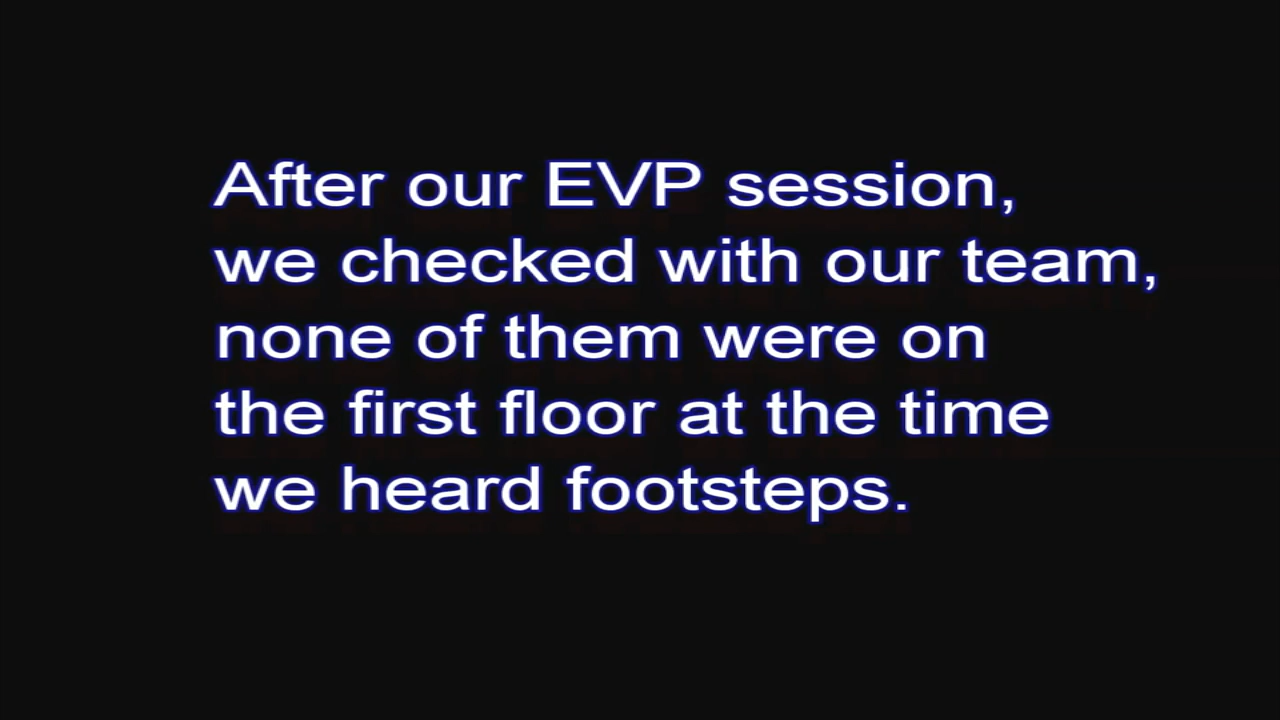 After our EVP session,
we checked with our team,
none of them were on
the first floor at the time
we heard footsteps.